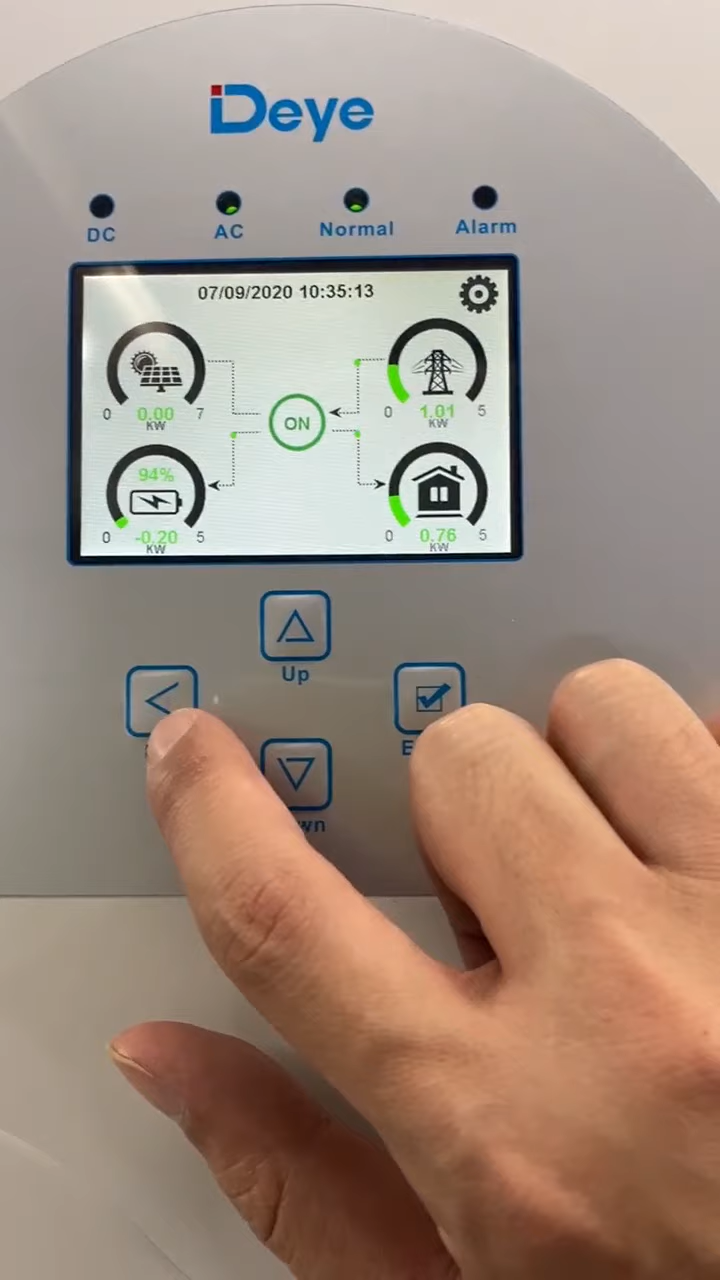 Deye
DC AC Normal Alarm
07/09/2020 10:35:13
0 0.00 7
KW
0 1.01 5
KW
ON
94%
0 -0.20 5
KW
0 0.76 5
KW
Up